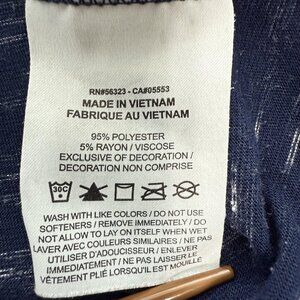 RN#56323 - CA#05553
MADE IN VIETNAM
FABRIQUE AU VIETNAM
95% POLYESTER
5% RAYON / VISCOSE
EXCLUSIVE OF DECORATION /
DECORATION NON COMPRISE
30C
WASH WITH LIKE COLORS / DO NOT USE
SOFTENERS / REMOVE IMMEDIATELY / DO
NOT ALLOW TO LAY ON ITSELF WHEN WET
LAVER AVEC COULEURS SIMILAIRES / NE PAS
UTILISER D'ADOUCISSEUR / ENLEVER
IMMÉDIATEMENT / NE PAS LAISSER LE
VÊTEMENT PLIÉ LORSQU'IL EST MOUILLÉ